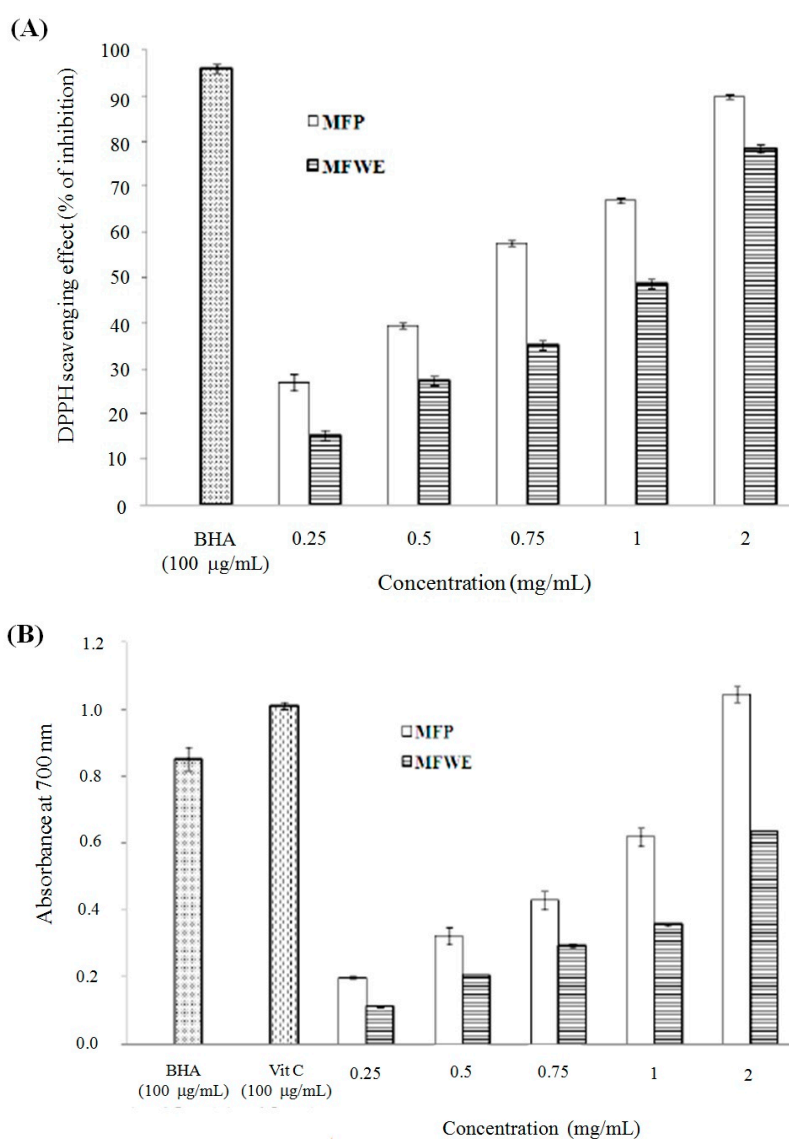 (A)
DPPH scavenging effect (% of inhibition)
100
90
80
70
60
50
40
30
20
10
0
MFP
MFWE
BHA
(100 µg/mL)
0.25
0.5
0.75
1
2
Concentration (mg/mL)
(B)
Absorbance at 700 nm
1.2
1.0
0.8
0.6
0.4
0.2
0.0
MFP
MFWE
BHA
(100 µg/mL)
Vit C
(100 µg/mL)
0.25
0.5
0.75
1
2
Concentration (mg/mL)